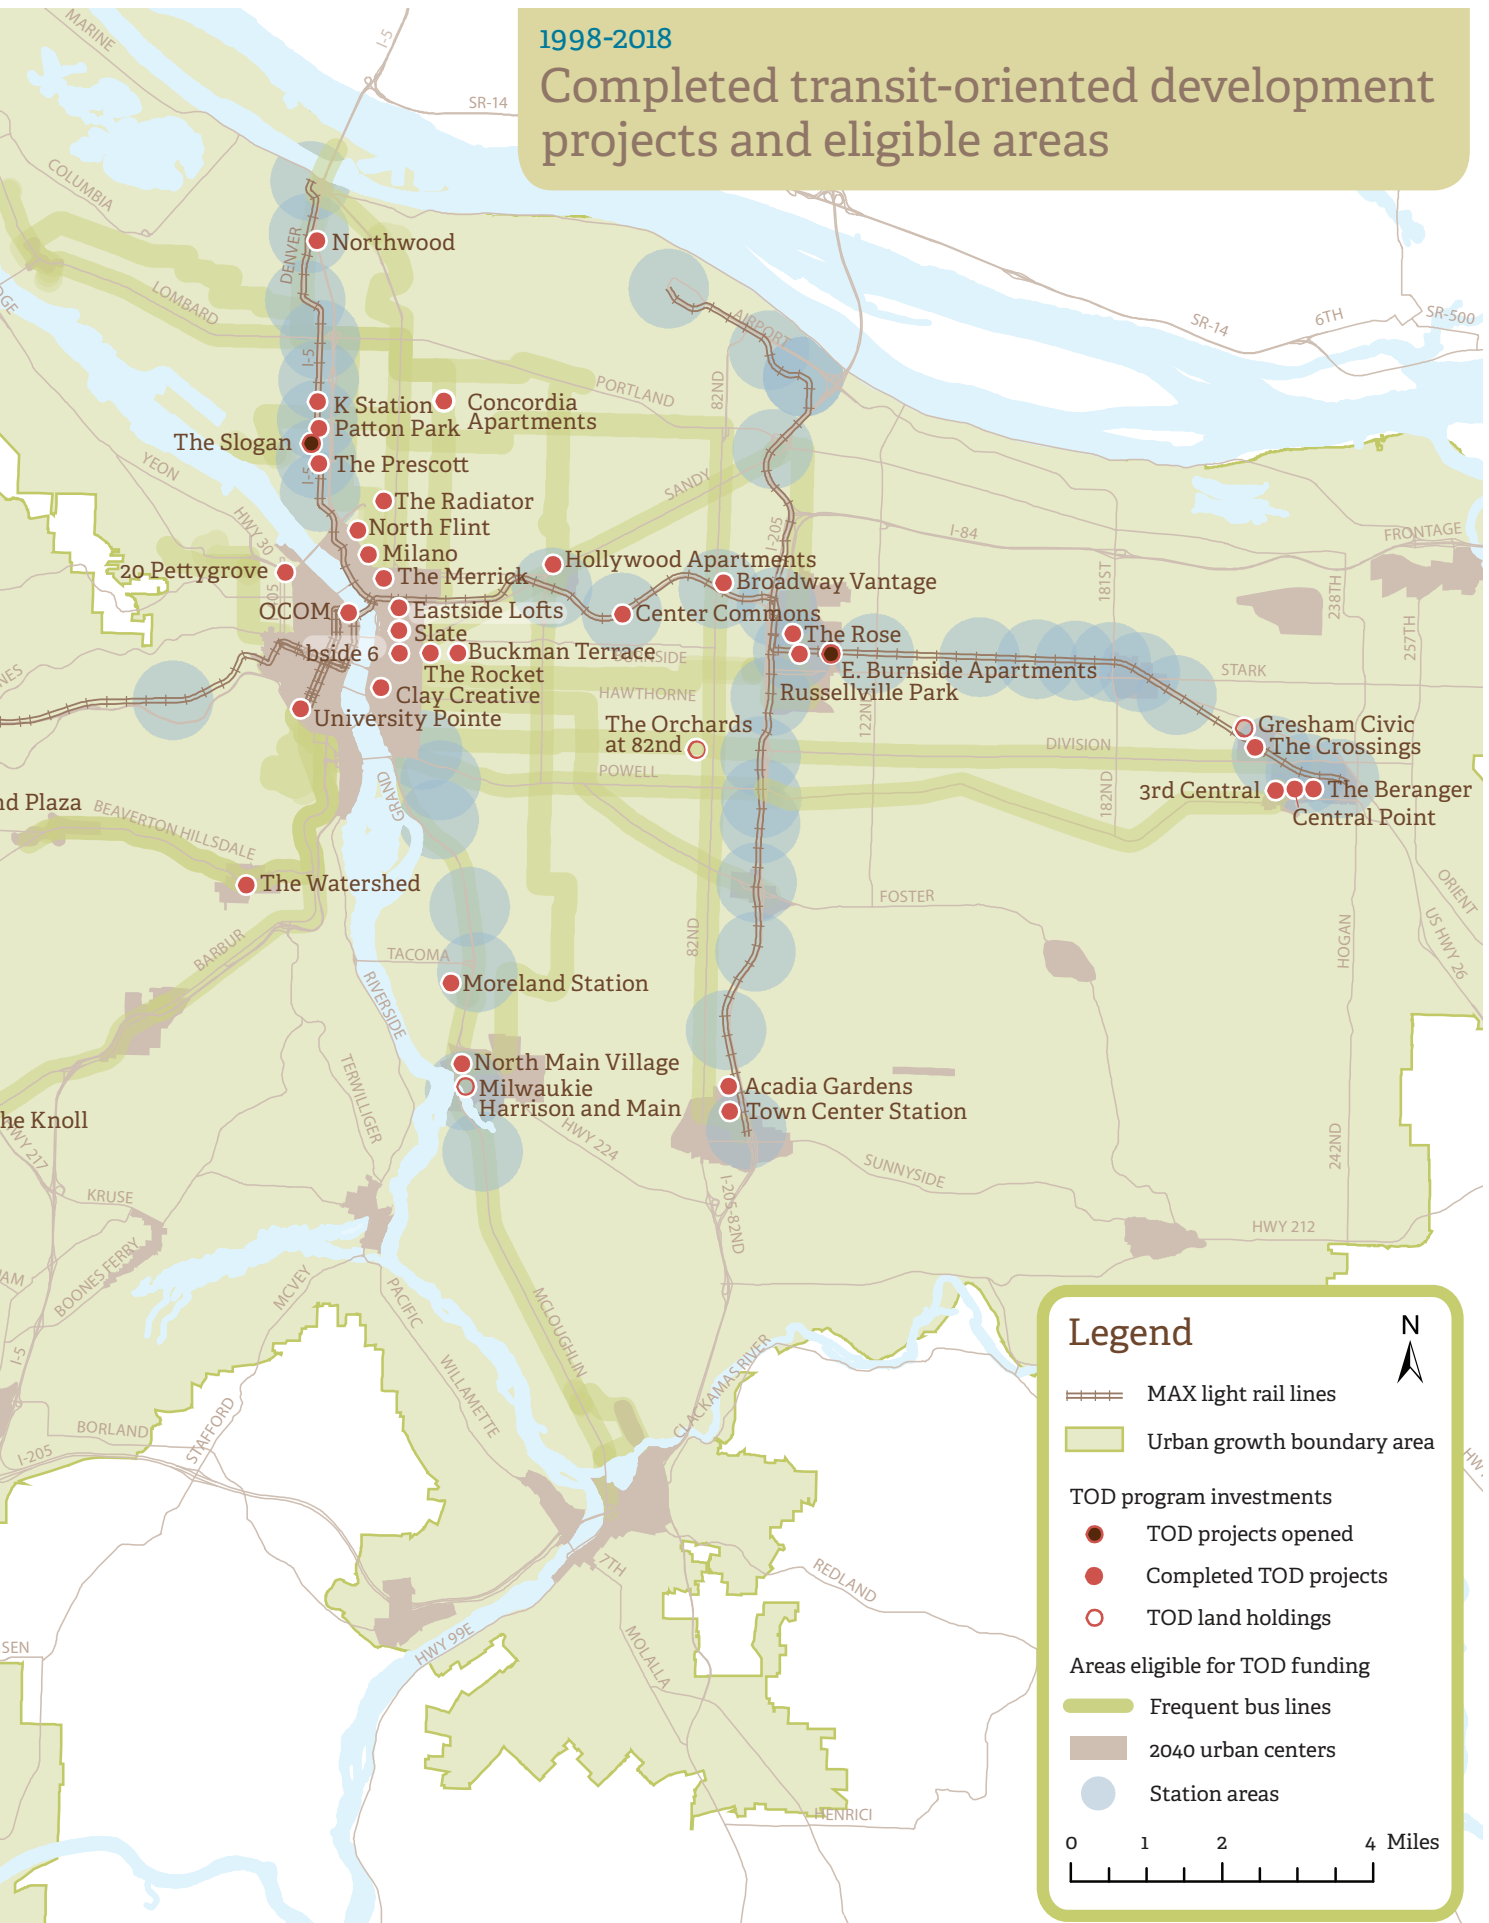 1998-2018
Completed transit-oriented development
projects and eligible areas
MARINE
I-5
SR-14
COLUMBIA
DENVER
Northwood
LOMBARD
AIRPORT
SR-14
6TH
SR-500
I-5
PORTLAND
82ND
K Station
Concordia
Apartments
Patton Park
The Slogan
The Prescott
I-5
YEON
SANDY
The Radiator
HWY 30
North Flint
I-205
I-84
FRONTAGE
Milano
Hollywood Apartments
20 Pettygrove
The Merrick
Broadway Vantage
181ST
238TH
OCOM
Eastside Lofts
Center Commons
257TH
Slate
The Rose
bside 6
Buckman Terrace
BURNSIDE
The Rocket
E. Burnside Apartments
STARK
Clay Creative
HAWTHORNE
Russellville Park
University Pointe
The Orchards
at 82nd
122ND
Gresham Civic
DIVISION
The Crossings
POWELL
GRAND
182ND
3rd Central
The Beranger
Central Point
nd Plaza
BEAVERTON HILLSDALE
The Watershed
FOSTER
ORIENT
US HWY 26
HOGAN
82ND
BARBUR
TACOMA
RIVERSIDE
Moreland Station
North Main Village
Milwaukie
Harrison and Main
TERWILLIGER
Acadia Gardens
Town Center Station
he Knoll
HWY 217
HWY 224
242ND
SUNNYSIDE
KRUSE
I-205-82ND
HWY 212
BOONES FERRY
MCVEY
PACIFIC
MCLOUGHLIN
I-5
WILLAMETTE
CLACKAMAS RIVER
STAFFORD
BORLAND
I-205
7TH
REDLAND
HWY 99E
MOLALLA
SEN
HENRICI
Legend
N
MAX light rail lines
Urban growth boundary area
TOD program investments
TOD projects opened
Completed TOD projects
TOD land holdings
Areas eligible for TOD funding
Frequent bus lines
2040 urban centers
Station areas
0 1 2 4 Miles